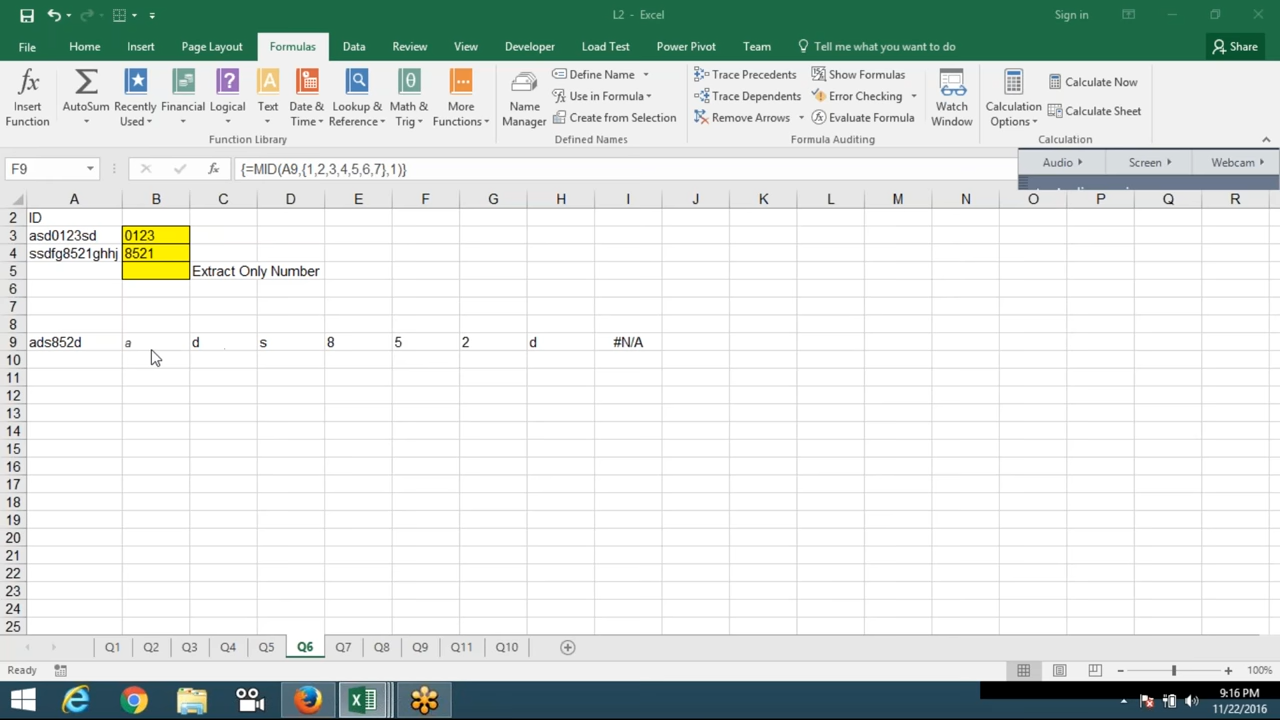 L2 - Excel
Sign in
File Home Insert Page Layout Formulas Data Review View Developer Load Test Power Pivot Team Tell me what you want to do Share
Insert Function
AutoSum
Recently Used
Financial
Logical
Text
Date & Time
Lookup & Reference
Math & Trig
More Functions
Function Library
Name Manager
Define Name
Use in Formula
Create from Selection
Defined Names
Trace Precedents
Trace Dependents
Remove Arrows
Show Formulas
Error Checking
Evaluate Formula
Formula Auditing
Watch Window
Calculation Options
Calculate Now
Calculate Sheet
Calculation
F9 fx {=MID(A9,{1,2,3,4,5,6,7},1)}
Audio Screen Webcam
A B C D E F G H I J K L M N O P Q R
2 ID
3 asd0123sd 0123
4 ssdfg8521ghhj 8521
5 Extract Only Number
6
7
8
9 ads852d a d s 8 5 2 d #N/A
10
11
12
13
14
15
16
17
18
19
20
21
22
23
24
25
Q1 Q2 Q3 Q4 Q5 Q6 Q7 Q8 Q9 Q11 Q10
Ready 100%
9:16 PM
11/22/2016